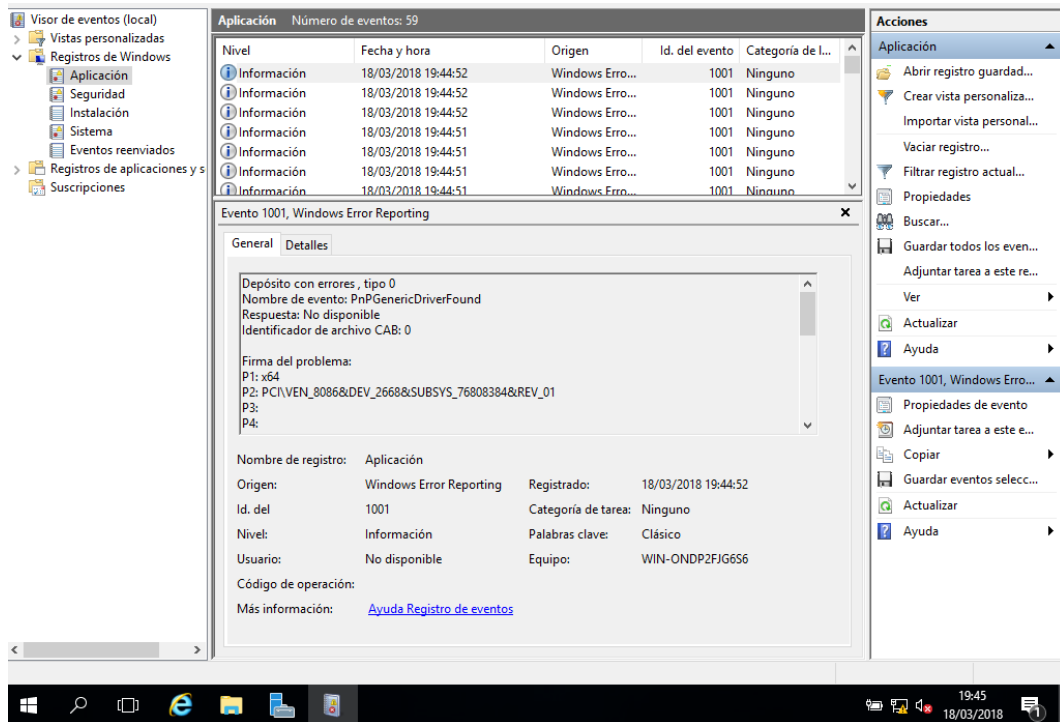 Visor de eventos (local)
Vistas personalizadas
Registros de Windows
Aplicación
Seguridad
Instalación
Sistema
Eventos reenviados
Registros de aplicaciones y s
Suscripciones
Aplicación Número de eventos: 59
Nivel Fecha y hora Origen Id. del evento Categoría de l...
Información 18/03/2018 19:44:52 Windows Erro... 1001 Ninguno
Información 18/03/2018 19:44:52 Windows Erro... 1001 Ninguno
Información 18/03/2018 19:44:52 Windows Erro... 1001 Ninguno
Información 18/03/2018 19:44:51 Windows Erro... 1001 Ninguno
Información 18/03/2018 19:44:51 Windows Erro... 1001 Ninguno
Información 18/03/2018 19:44:51 Windows Erro... 1001 Ninguno
Información 18/03/2018 19:44:51 Windows Erro... 1001 Ninguno
Evento 1001, Windows Error Reporting
General Detalles
Depósito con errores , tipo 0
Nombre de evento: PnPGenericDriverFound
Respuesta: No disponible
Identificador de archivo CAB: 0
Firma del problema:
P1: x64
P2: PCI\VEN_8086&DEV_2668&SUBSYS_76808384&REV_01
P3:
P4:
Nombre de registro: Aplicación
Origen: Windows Error Reporting Registrado: 18/03/2018 19:44:52
Id. del 1001 Categoría de tarea: Ninguno
Nivel: Información Palabras clave: Clásico
Usuario: No disponible Equipo: WIN-ONDP2FJG6S6
Código de operación:
Más información: Ayuda Registro de eventos
Acciones
Aplicación
Abrir registro guardad...
Crear vista personaliza...
Importar vista personal...
Vaciar registro...
Filtrar registro actual...
Propiedades
Buscar...
Guardar todos los even...
Adjuntar tarea a este re...
Ver
Actualizar
Ayuda
Evento 1001, Windows Erro...
Propiedades de evento
Adjuntar tarea a este e...
Copiar
Guardar eventos selecc...
Actualizar
Ayuda
19:45
18/03/2018
1